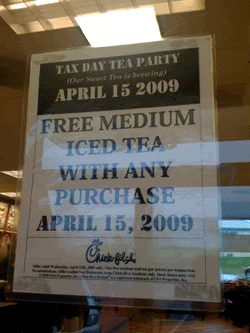 TAX DAY TEA PARTY
(Our Sweet Tea is brewing)
APRIL 15 2009
FREE MEDIUM
ICED TEA
WITH ANY
PURCHASE
APRIL 15, 2009
Chick-fil-A